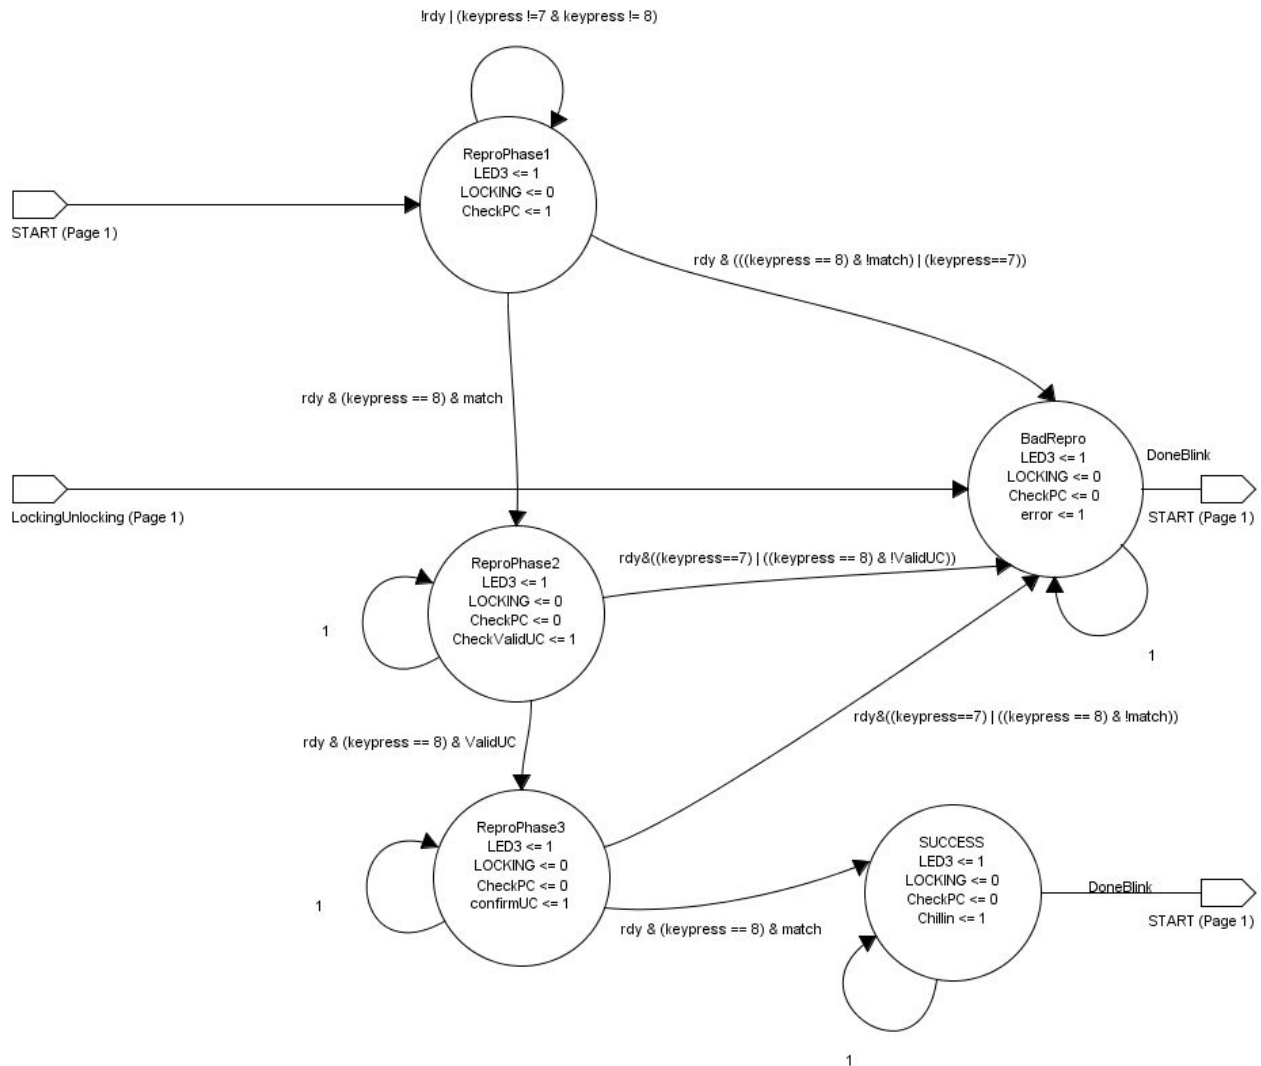 !rdy | (keypress !=7 & keypress != 8)
ReproPhase1
LED3 <= 1
LOCKING <= 0
CheckPC <= 1
START (Page 1)
rdy & (((keypress == 8) & !match) | (keypress==7))
rdy & (keypress == 8) & match
BadRepro
LED3 <= 1
LOCKING <= 0
CheckPC <= 0
error <= 1
DoneBlink
START (Page 1)
LockingUnlocking (Page 1)
rdy&((keypress==7) | ((keypress == 8) & !ValidUC))
ReproPhase2
LED3 <= 1
LOCKING <= 0
CheckPC <= 0
CheckValidUC <= 1
1
1
rdy&((keypress==7) | ((keypress == 8) & !match))
rdy & (keypress == 8) & ValidUC
ReproPhase3
LED3 <= 1
LOCKING <= 0
CheckPC <= 0
confirmUC <= 1
1
rdy & (keypress == 8) & match
SUCCESS
LED3 <= 1
LOCKING <= 0
CheckPC <= 0
Chillin <= 1
DoneBlink
START (Page 1)
1